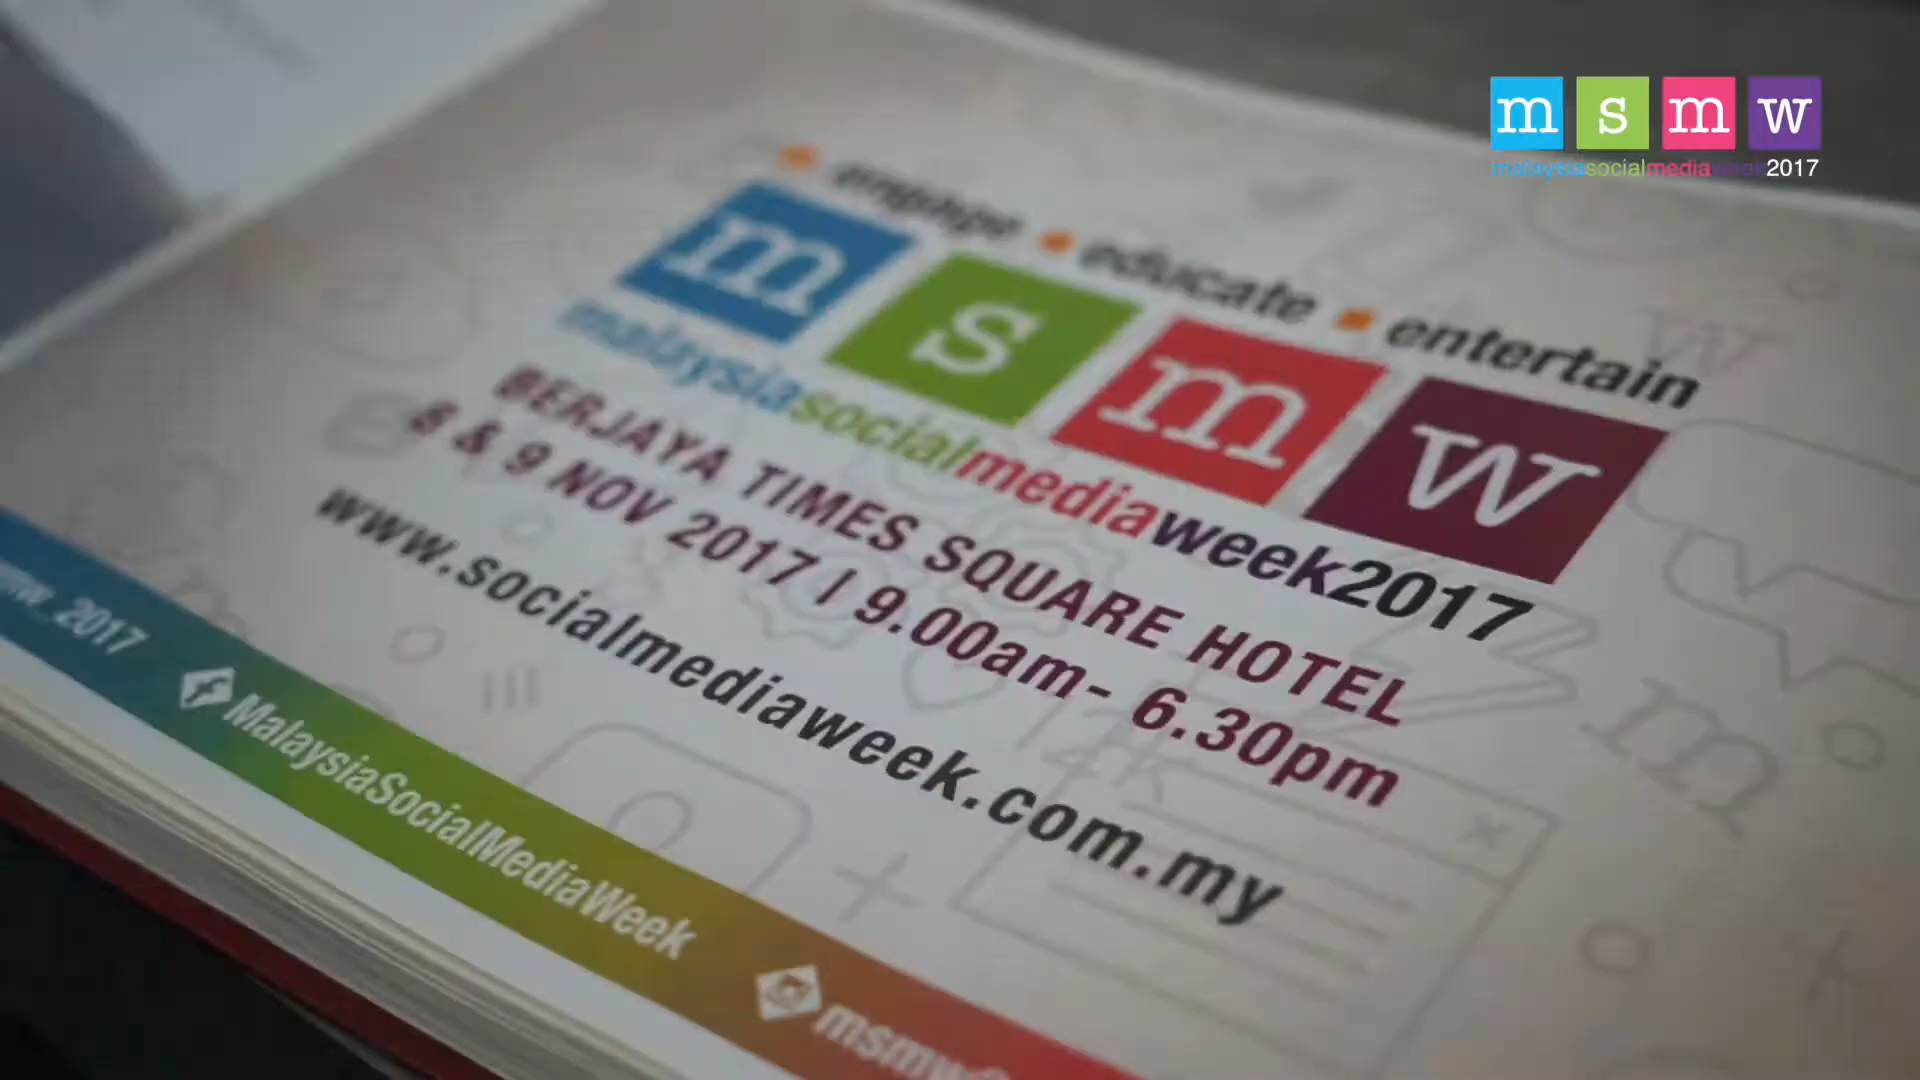 m s m w
malaysiasocialmediaweek2017
engage • educate • entertain
m s m w
malaysiasocialmediaweek2017
BERJAYA TIMES SQUARE HOTEL
8 & 9 NOV 2017 I 9.00am- 6.30pm
www.socialmediaweek.com.my
MalaysiaSocialMediaWeek